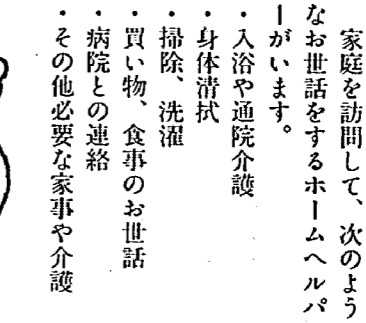 家庭を訪問して、次のよう
なお世話をするホームヘルパ
ーがいます。
・入浴や通院介護
・身体清拭
・掃除、洗濯
・買い物、食事のお世話
・病院との連絡
・その他必要な家事や介護